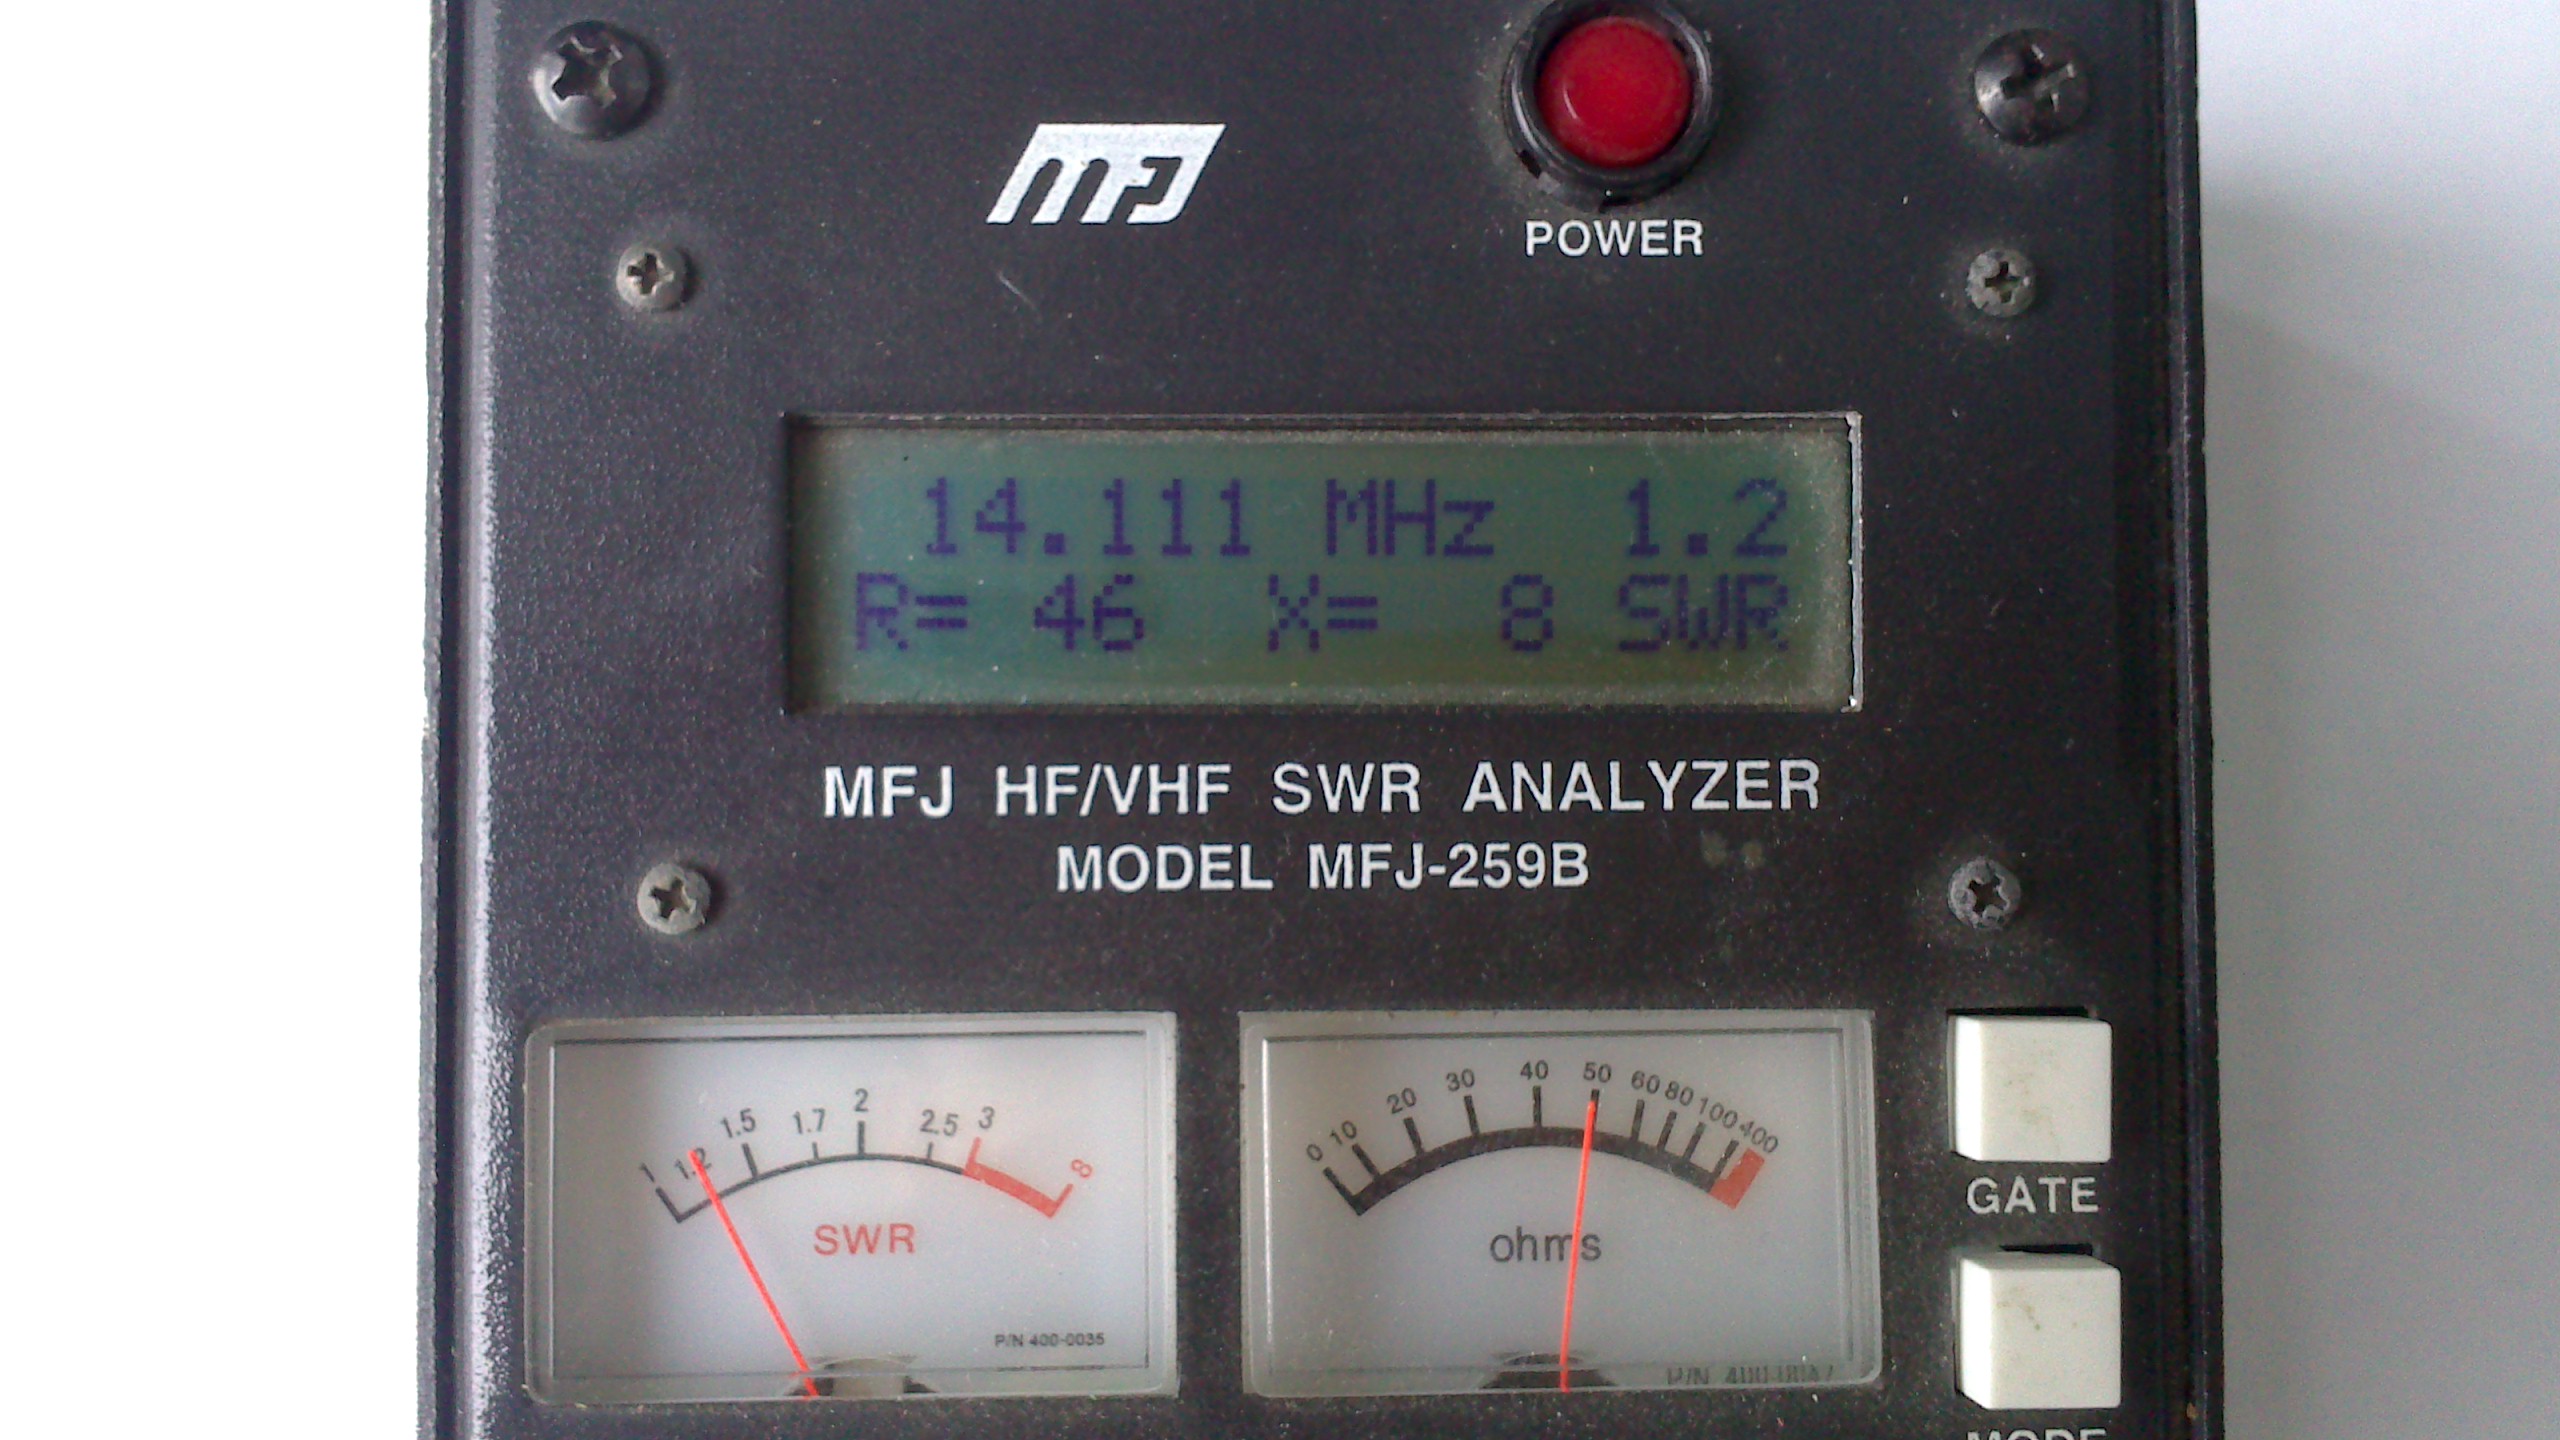 MFJ
POWER
14.111 MHz 1.2
R= 46 X= 8 SWR
MFJ HF/VHF SWR ANALYZER
MODEL MFJ-259B
1 1.2 1.5 1.7 2 2.5 3 8
SWR
P/N 400-0035
0 10 20 30 40 50 60 80 100 400
ohms
GATE
MODE